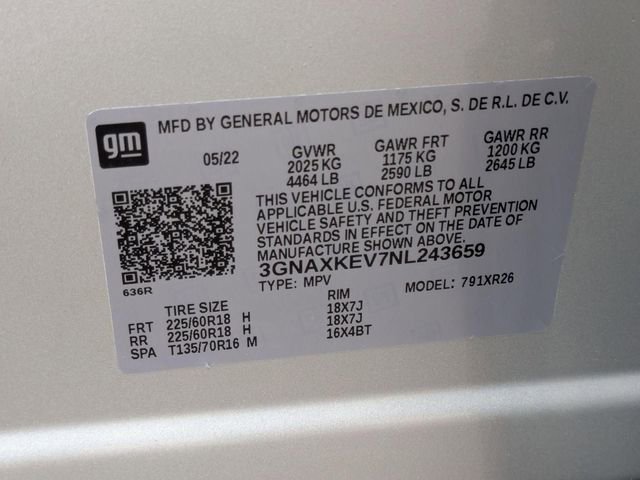 gm
MFD BY GENERAL MOTORS DE MEXICO, S. DE R.L. DE C.V.
05/22 GVWR GAWR FRT GAWR RR
2025 KG 1175 KG 1200 KG
4464 LB 2590 LB 2645 LB
THIS VEHICLE CONFORMS TO ALL
APPLICABLE U.S. FEDERAL MOTOR
VEHICLE SAFETY AND THEFT PREVENTION
STANDARDS IN EFFECT ON THE DATE OF
MANUFACTURE SHOWN ABOVE.
3GNAXKEV7NL243659
636R
TYPE: MPV MODEL: 791XR26
TIRE SIZE RIM
FRT 225/60R18 H 18X7J
RR 225/60R18 H 18X7J
SPA T135/70R16 M 16X4BT